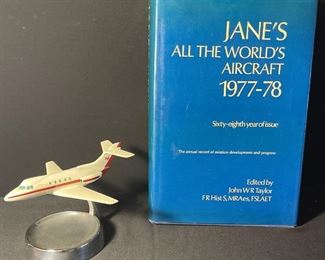 JANE'S
ALL THE WORLD'S
AIRCRAFT
1977-78
Sixty-eighth year of issue
The annual record of aviation development and progress
Edited by
John W R Taylor
F R Hist S, MRAes, FSLAET